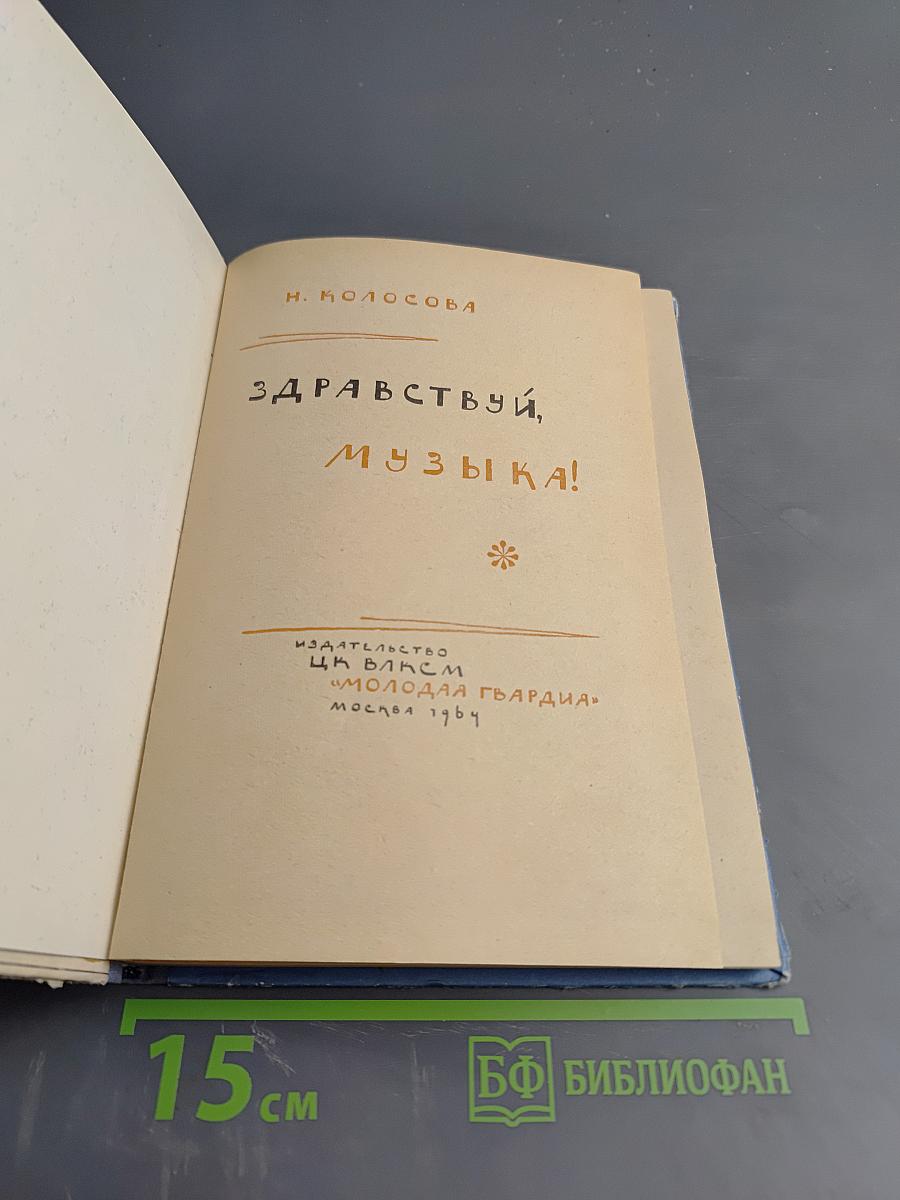 Н. КОЛОСОВА
ЗДРАВСТВУЙ,
МУЗЫКА!
ИЗДАТЕЛЬСТВО
ЦК ВЛКСМ
«МОЛОДАЯ ГВАРДИЯ»
МОСКВА 1964
15 см
БФ БИБЛИОФАН